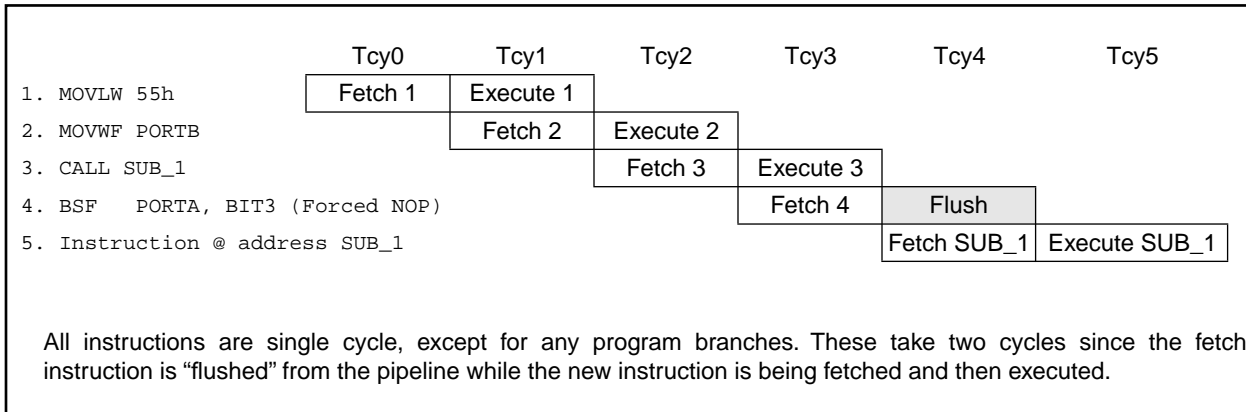 Tcy0 Tcy1 Tcy2 Tcy3 Tcy4 Tcy5
1. MOVLW 55h Fetch 1 Execute 1
2. MOVWF PORTB Fetch 2 Execute 2
3. CALL SUB_1 Fetch 3 Execute 3
4. BSF PORTA, BIT3 (Forced NOP) Fetch 4 Flush
5. Instruction @ address SUB_1 Fetch SUB_1 Execute SUB_1
All instructions are single cycle, except for any program branches. These take two cycles since the fetch
instruction is “flushed” from the pipeline while the new instruction is being fetched and then executed.